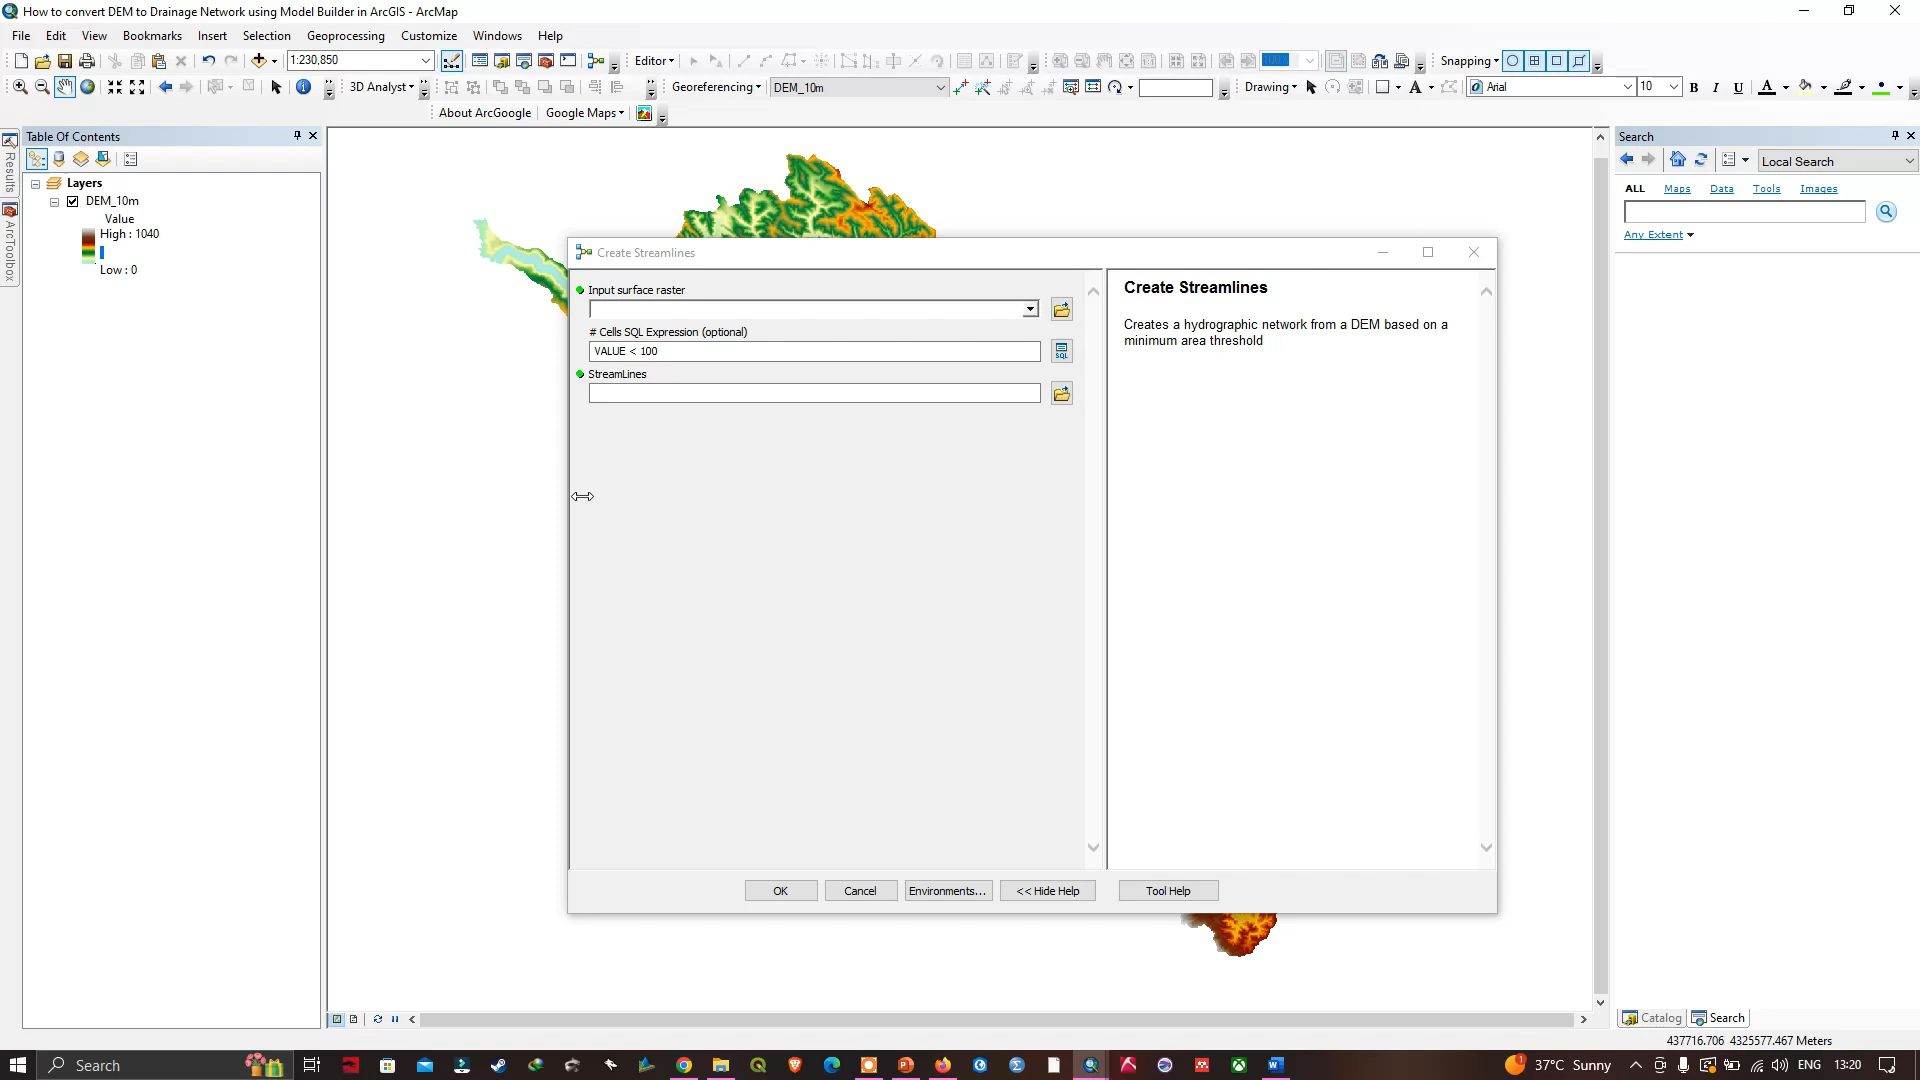 How to convert DEM to Drainage Network using Model Builder in ArcGIS - ArcMap
File Edit View Bookmarks Insert Selection Geoprocessing Customize Windows Help
1:230,850 Editor 100% Snapping
3D Analyst Georeferencing DEM_10m Drawing A Arial 10 B I U A
About ArcGoogle Google Maps
Table Of Contents
Results
ArcToolbox
Layers
DEM_10m
Value
High : 1040
Low : 0
Create Streamlines
Input surface raster
# Cells SQL Expression (optional)
VALUE < 100
SQL
StreamLines
Create Streamlines
Creates a hydrographic network from a DEM based on a
minimum area threshold
OK Cancel Environments... << Hide Help Tool Help
Search
Local Search
ALL Maps Data Tools Images
Any Extent
Catalog Search
437716.706 4325577.467 Meters
Search 1 37°C Sunny ENG 13:20